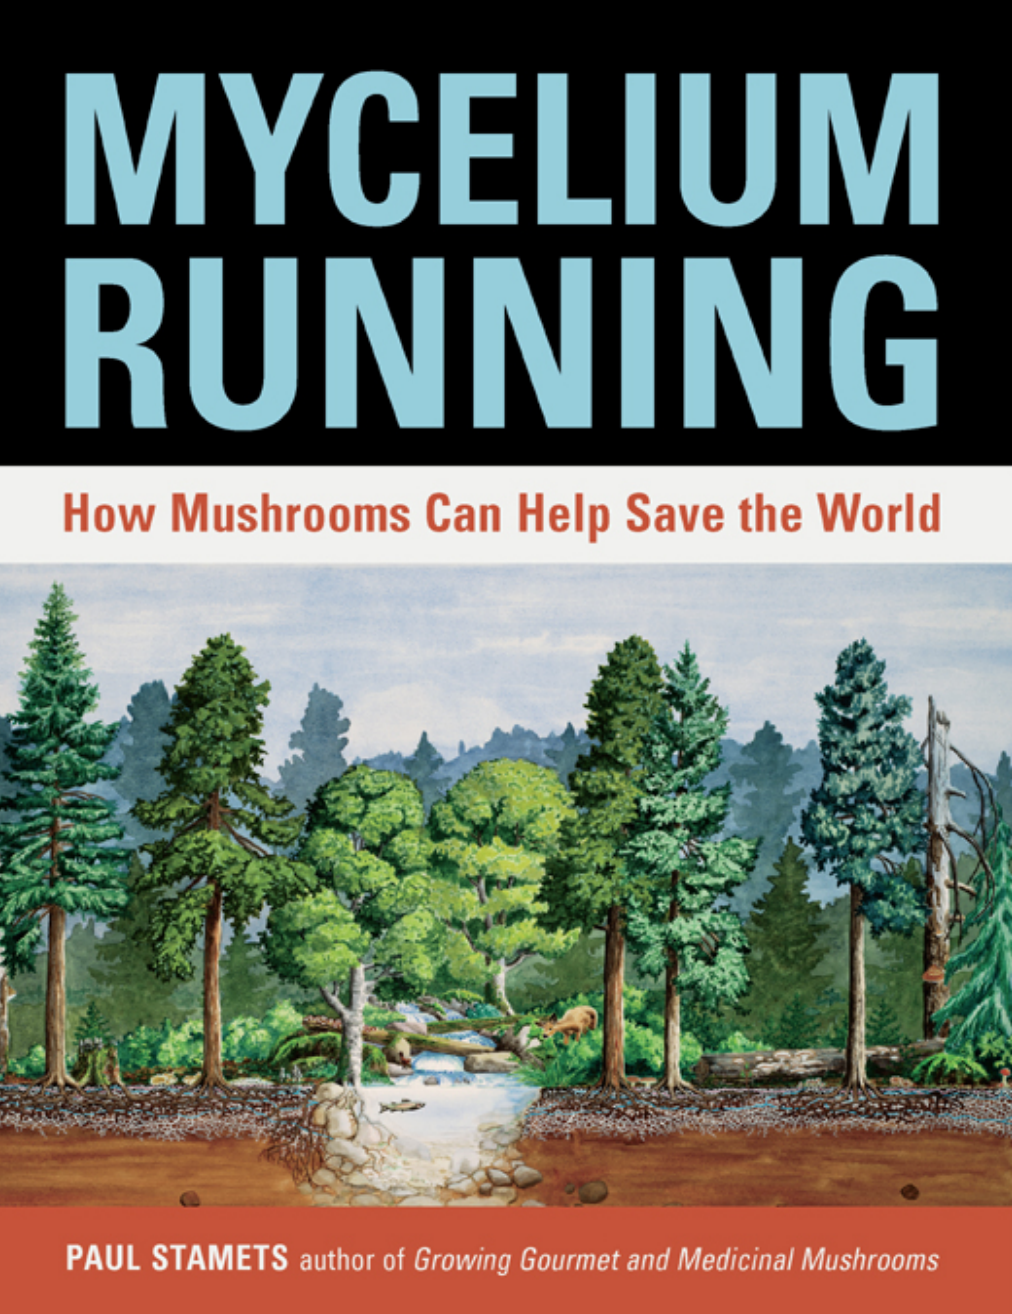 MYCELIUM
RUNNING
How Mushrooms Can Help Save the World
PAUL STAMETS author of Growing Gourmet and Medicinal Mushrooms